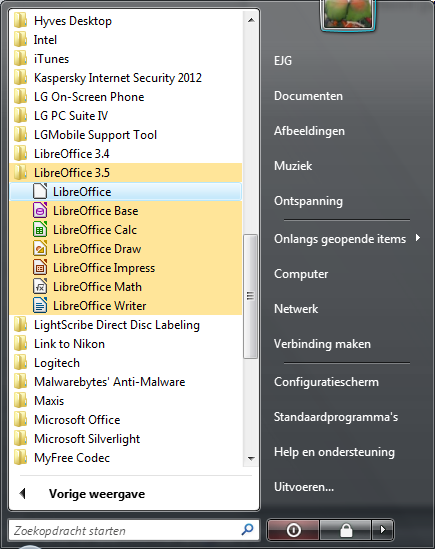 Hyves Desktop
Intel
iTunes
Kaspersky Internet Security 2012
LG On-Screen Phone
LG PC Suite IV
LGMobile Support Tool
LibreOffice 3.4
LibreOffice 3.5
LibreOffice
LibreOffice Base
LibreOffice Calc
LibreOffice Draw
LibreOffice Impress
LibreOffice Math
LibreOffice Writer
LightScribe Direct Disc Labeling
Link to Nikon
Logitech
Malwarebytes' Anti-Malware
Maxis
Microsoft Office
Microsoft Silverlight
MyFree Codec
Vorige weergave
Zoekopdracht starten
EJG
Documenten
Afbeeldingen
Muziek
Ontspanning
Onlangs geopende items
Computer
Netwerk
Verbinding maken
Configuratiescherm
Standaardprogramma's
Help en ondersteuning
Uitvoeren...